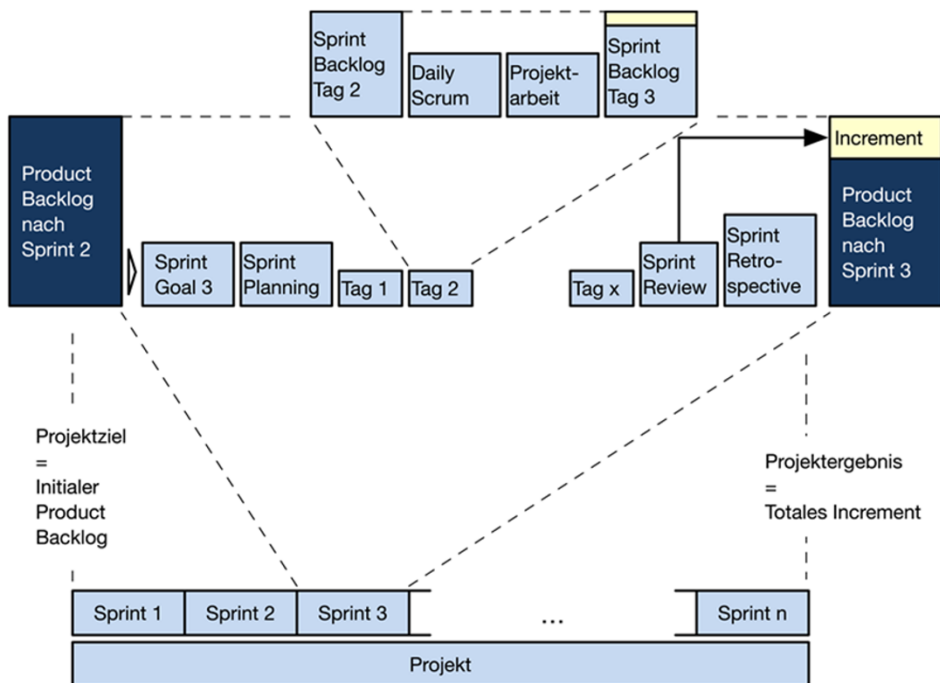 Sprint
Backlog
Tag 2
Daily
Scrum
Projekt-
arbeit
Sprint
Backlog
Tag 3
Product
Backlog
nach
Sprint 2
Sprint
Goal 3
Sprint
Planning
Tag 1
Tag 2
Tag x
Sprint
Review
Sprint
Retro-
spective
Increment
Product
Backlog
nach
Sprint 3
Projektziel
=
Initialer
Product
Backlog
Projektergebnis
=
Totales Increment
Sprint 1
Sprint 2
Sprint 3
...
Sprint n
Projekt